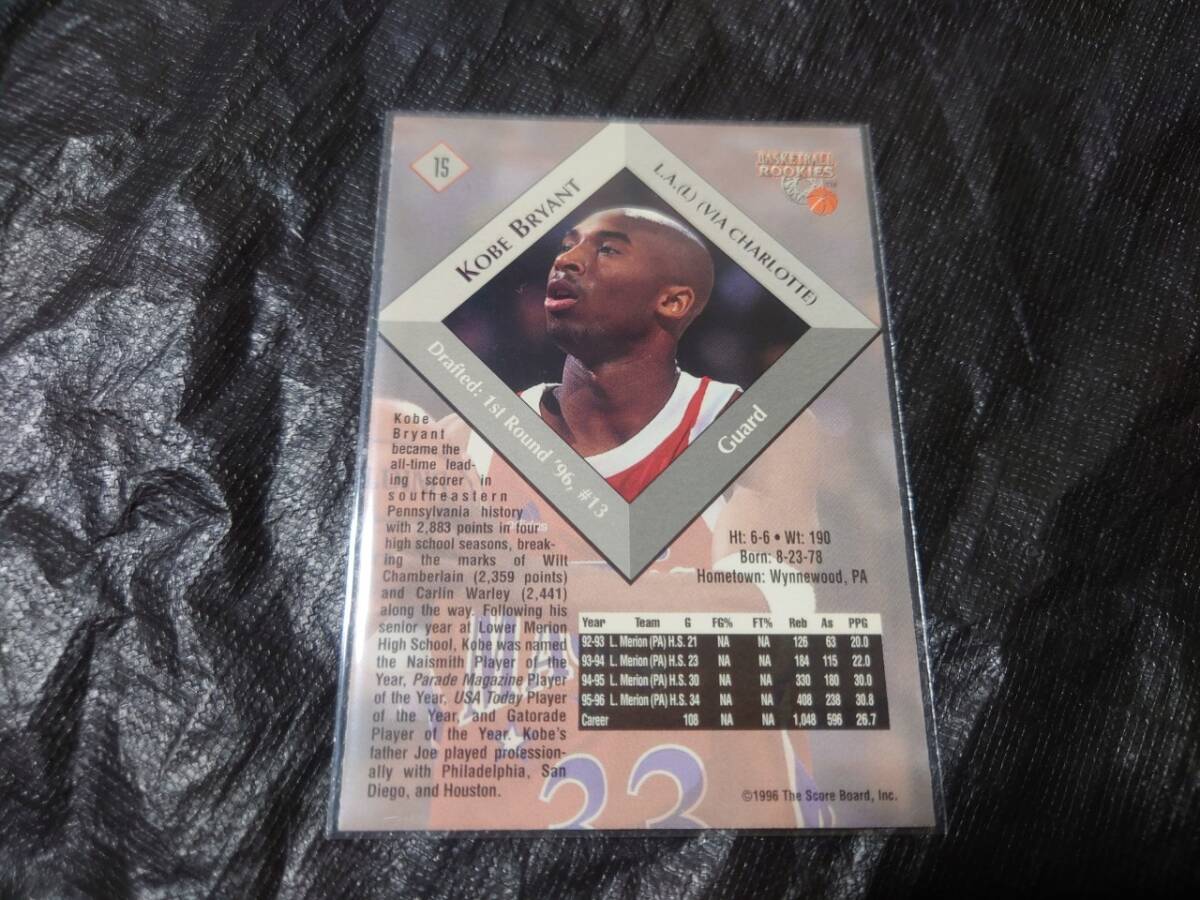 15
KOBE BRYANT
L.A.(L) (VIA CHARLOTTE)
BASKETBALL
ROOKIES
TM
Drafted: 1st Round '96, #13
Guard
Kobe
Bryant
became the
all-time lead-
ing scorer in
southeastern
Pennsylvania history
with 2,883 points in four
high school seasons, break-
ing the marks of Wilt
Chamberlain (2,359 points)
and Carlin Warley (2,441)
along the way. Following his
senior year at Lower Merion
High School, Kobe was named
the Naismith Player of the
Year, Parade Magazine Player
of the Year, USA Today Player
of the Year, and Gatorade
Player of the Year. Kobe's
father Joe played profession-
ally with Philadelphia, San
Diego, and Houston.
Ht: 6-6 • Wt: 190
Born: 8-23-78
Hometown: Wynnewood, PA
Year Team G FG% FT% Reb As PPG
92-93 L. Merion (PA) H.S. 21 NA NA 126 63 20.0
93-94 L. Merion (PA) H.S. 23 NA NA 184 115 22.0
94-95 L. Merion (PA) H.S. 30 NA NA 330 180 30.0
95-96 L. Merion (PA) H.S. 34 NA NA 408 238 30.8
Career 108 NA NA 1,048 596 26.7
33
©1996 The Score Board, Inc.